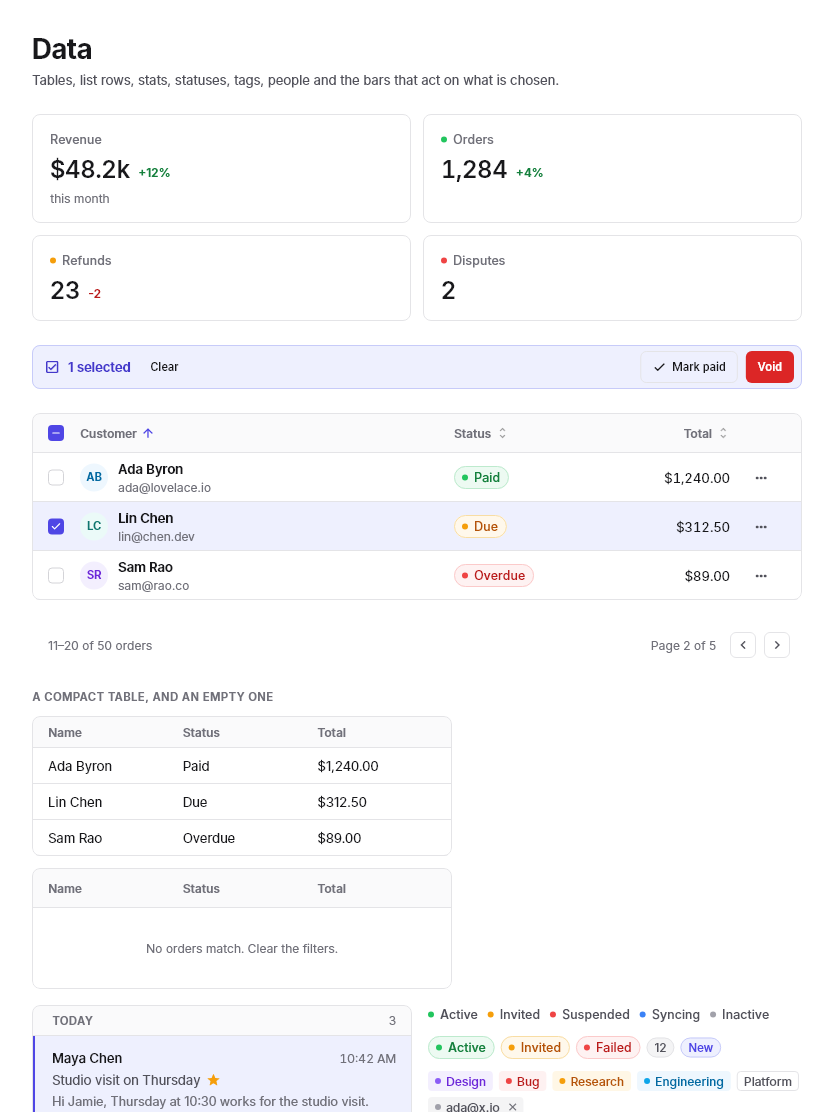 Data
Tables, list rows, stats, statuses, tags, people and the bars that act on what is chosen.
Revenue
$48.2k +12%
this month
Orders
1,284 +4%
Refunds
23 -2
Disputes
2
1 selected Clear Mark paid Void
Customer Status Total
AB Ada Byron
ada@lovelace.io
Paid $1,240.00
LC Lin Chen
lin@chen.dev
Due $312.50
SR Sam Rao
sam@rao.co
Overdue $89.00
11–20 of 50 orders Page 2 of 5
A COMPACT TABLE, AND AN EMPTY ONE
Name Status Total
Ada Byron Paid $1,240.00
Lin Chen Due $312.50
Sam Rao Overdue $89.00
Name Status Total
No orders match. Clear the filters.
TODAY 3
Maya Chen 10:42 AM
Studio visit on Thursday
Hi Jamie, Thursday at 10:30 works for the studio visit.
Active Invited Suspended Syncing Inactive
Active Invited Failed 12 New
Design Bug Research Engineering Platform
ada@x.io